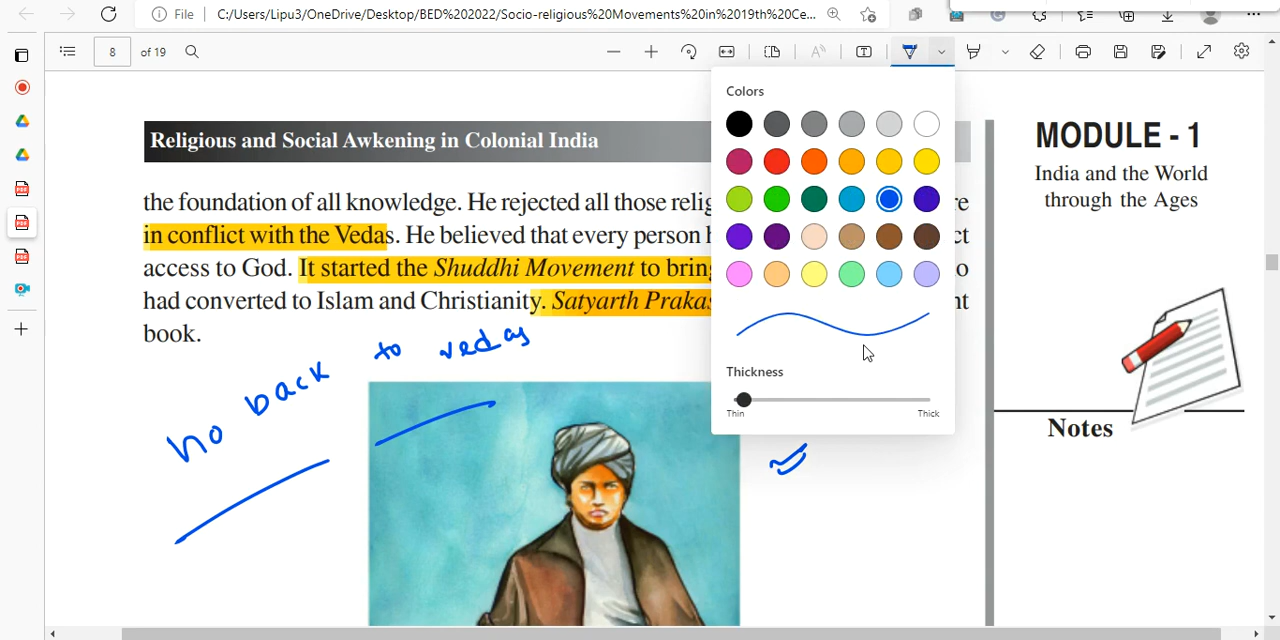 File C:/Users/Lipu3/OneDrive/Desktop/BED%202022/Socio-religious%20Movements%20in%2019th%20Ce...
8 of 19
Colors
Thickness
Thin Thick
Religious and Social Awkening in Colonial India
the foundation of all knowledge. He rejected all those relig re
in conflict with the Vedas. He believed that every person h ct
access to God. It started the Shuddhi Movement to bring o
had converted to Islam and Christianity. Satyarth Prakas nt
book.
no back to vedas
MODULE - 1
India and the World
through the Ages
Notes